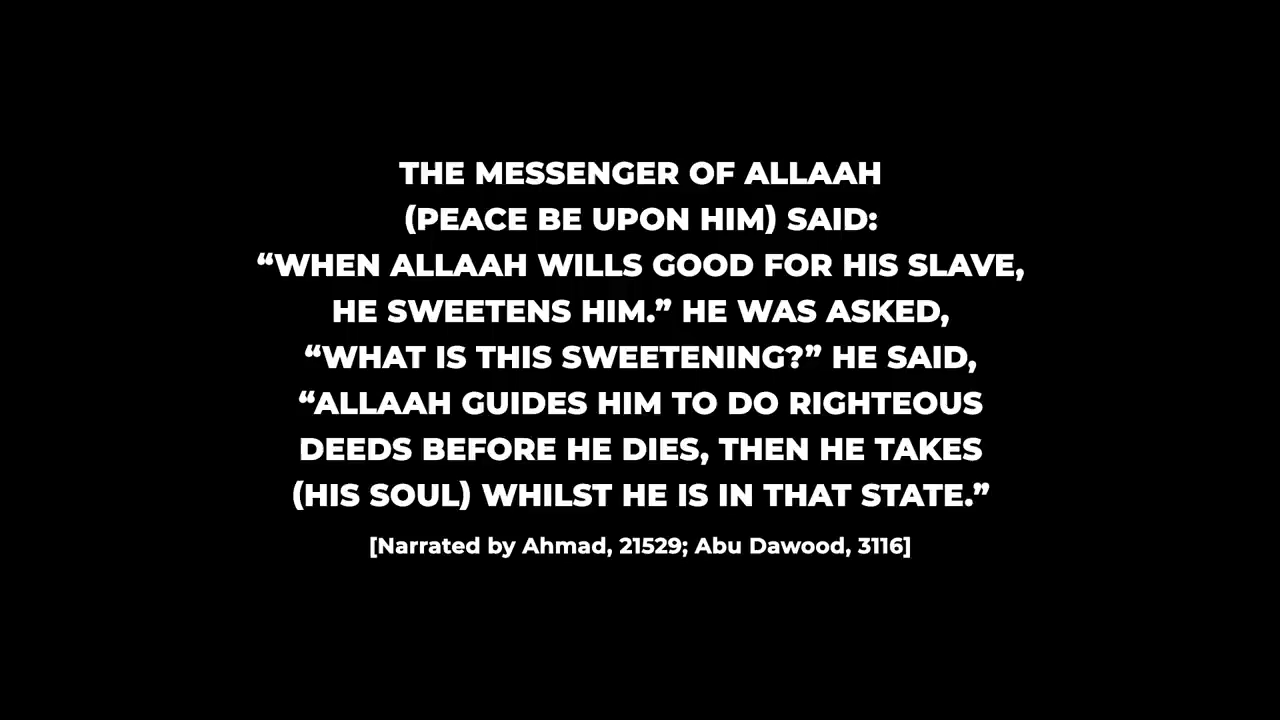 THE MESSENGER OF ALLAAH
(PEACE BE UPON HIM) SAID:
“WHEN ALLAAH WILLS GOOD FOR HIS SLAVE,
HE SWEETENS HIM.” HE WAS ASKED,
“WHAT IS THIS SWEETENING?” HE SAID,
“ALLAAH GUIDES HIM TO DO RIGHTEOUS
DEEDS BEFORE HE DIES, THEN HE TAKES
(HIS SOUL) WHILST HE IS IN THAT STATE.”
[Narrated by Ahmad, 21529; Abu Dawood, 3116]